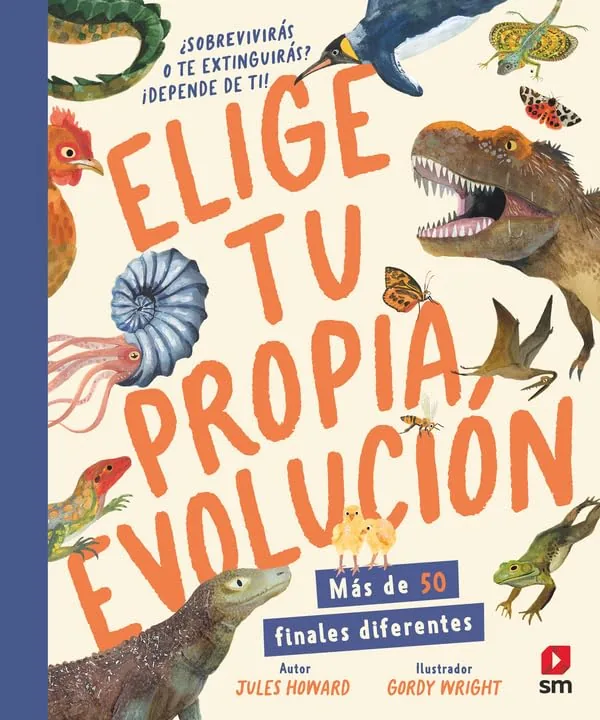 ¿SOBREVIVIRÁS
O TE EXTINGUIRÁS?
¡DEPENDE DE TI!
ELIGE
TU
PROPIA
EVOLUCIÓN
Más de 50
finales diferentes
Autor
JULES HOWARD
Ilustrador
GORDY WRIGHT
sm